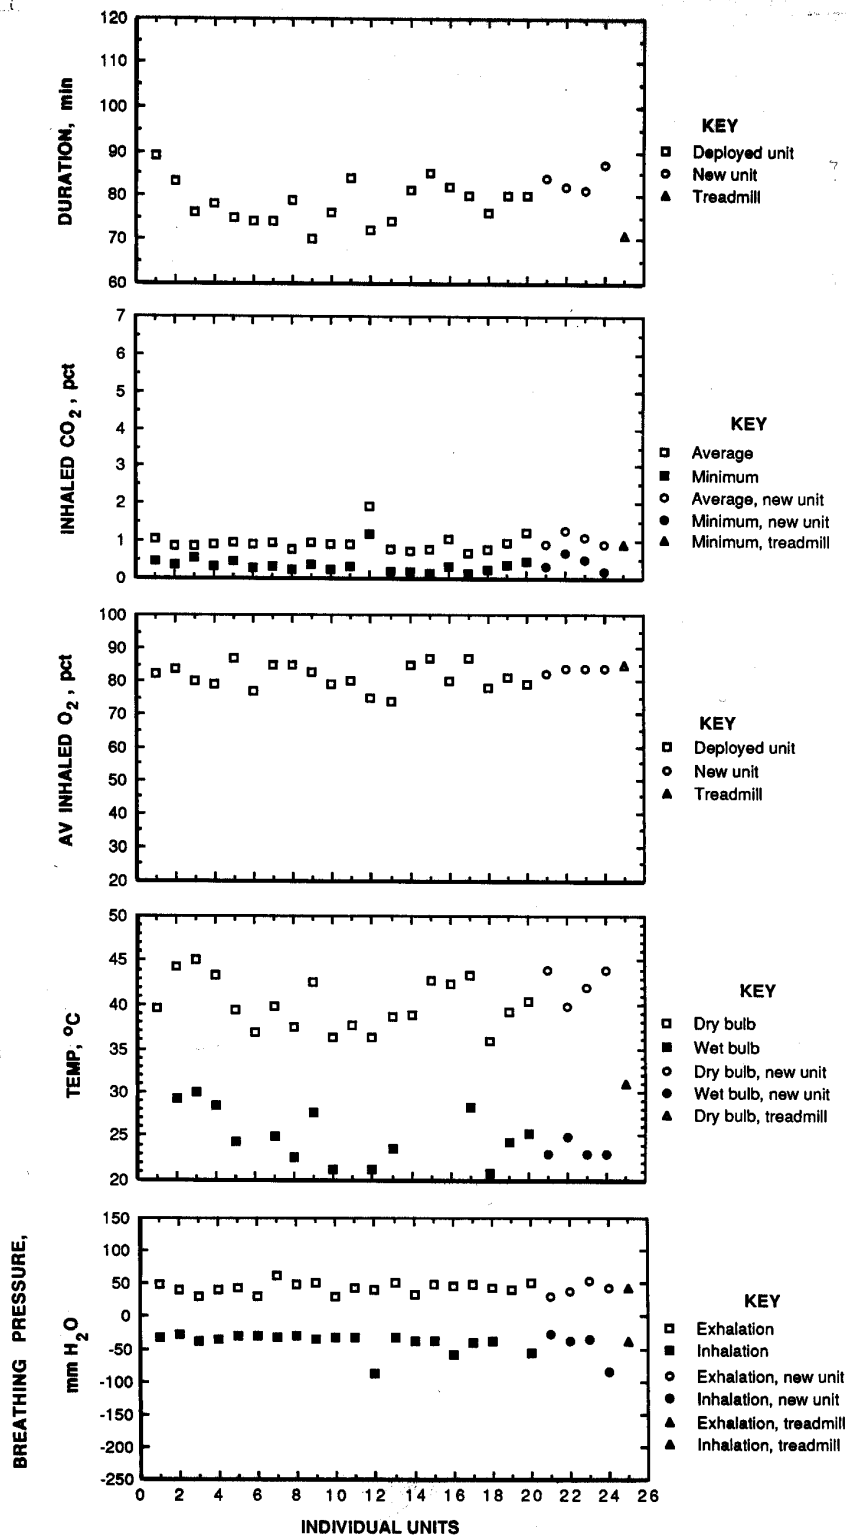 DURATION, min
120
110
100
90
80
70
60
KEY
Deployed unit
New unit
Treadmill
INHALED CO2, pct
7
6
5
4
3
2
1
0
KEY
Average
Minimum
Average, new unit
Minimum, new unit
Minimum, treadmill
AV INHALED O2, pct
100
90
80
70
60
50
40
30
20
KEY
Deployed unit
New unit
Treadmill
TEMP, °C
50
45
40
35
30
25
20
KEY
Dry bulb
Wet bulb
Dry bulb, new unit
Wet bulb, new unit
Dry bulb, treadmill
BREATHING PRESSURE,
mm H2O
150
100
50
0
-50
-100
-150
-200
-250
KEY
Exhalation
Inhalation
Exhalation, new unit
Inhalation, new unit
Exhalation, treadmill
Inhalation, treadmill
0 2 4 6 8 10 12 14 16 18 20 22 24 26
INDIVIDUAL UNITS